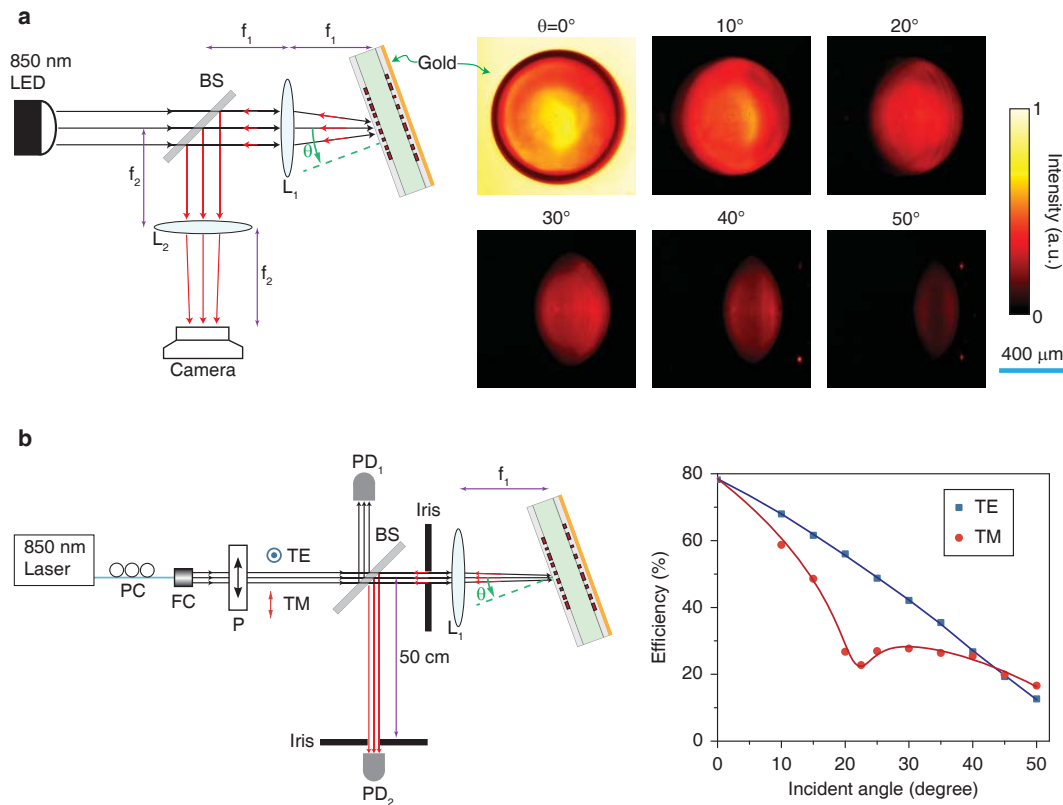 a
f₁
f₁
850 nm
LED
BS
Gold
θ
L₁
f₂
L₂
f₂
Camera
θ=0°
10°
20°
30°
40°
50°
1
Intensity (a.u.)
0
400 μm
b
PD₁
f₁
Iris
BS
850 nm
Laser
PC
FC
P
TE
TM
θ
L₁
50 cm
Iris
PD₂
80
60
40
20
0
Efficiency (%)
TE
TM
0
10
20
30
40
50
Incident angle (degree)